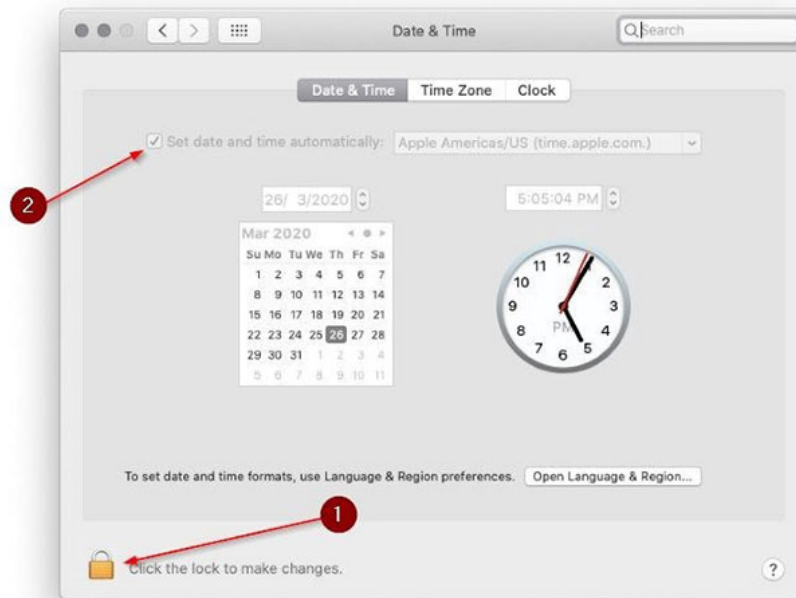 Date & Time
Search
Date & Time Time Zone Clock
Set date and time automatically: Apple Americas/US (time.apple.com.)
2
26/ 3/2020 5:05:04 PM
Mar 2020
Su Mo Tu We Th Fr Sa
1 2 3 4 5 6 7
8 9 10 11 12 13 14
15 16 17 18 19 20 21
22 23 24 25 26 27 28
29 30 31 1 2 3 4
5 6 7 8 9 10 11
12
11 1
10 2
9 3
PM
8 4
7 5
6
To set date and time formats, use Language & Region preferences. Open Language & Region...
1
Click the lock to make changes.
?